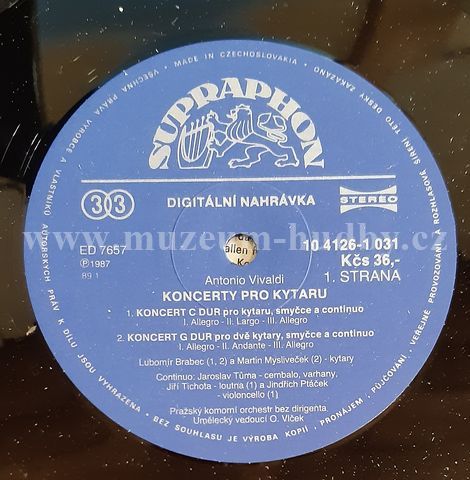 MADE IN CZECHOSLOVAKIA · VŠECHNA PRÁVA VÝROBCE A VLASTNÍKŮ AUTORSKÝCH PRÁV K DÍLU JSOU VYHRAZENA · BEZ SOUHLASU JE VÝROBA KOPIÍ, PRONÁJEM, PŮJČOVÁNÍ, VEŘEJNÉ PROVOZOVÁNÍ A ROZHLASOVÉ ŠÍŘENÍ TÉTO DESKY ZAKÁZÁNO
SUPRAPHON
33
DIGITÁLNÍ NAHRÁVKA
STEREO
www.muzeum-hudby.cz
ED 7657
10 4126-1 031
Ⓟ 1987
Kčs 36,-
89 1
1. STRANA
Antonio Vivaldi
KONCERTY PRO KYTARU
1. KONCERT C DUR pro kytaru, smyčce a continuo
I. Allegro - II. Largo - III. Allegro
2. KONCERT G DUR pro dvě kytary, smyčce a continuo
I. Allegro - II. Andante - III. Allegro
Lubomír Brabec (1, 2) a Martin Mysliveček (2) - kytary
Continuo: Jaroslav Tůma - cembalo, varhany,
Jiří Tichota - loutna (1) a Jindřich Ptáček -
violoncello (1)
Pražský komorní orchestr bez dirigenta
Umělecký vedoucí O. Vlček